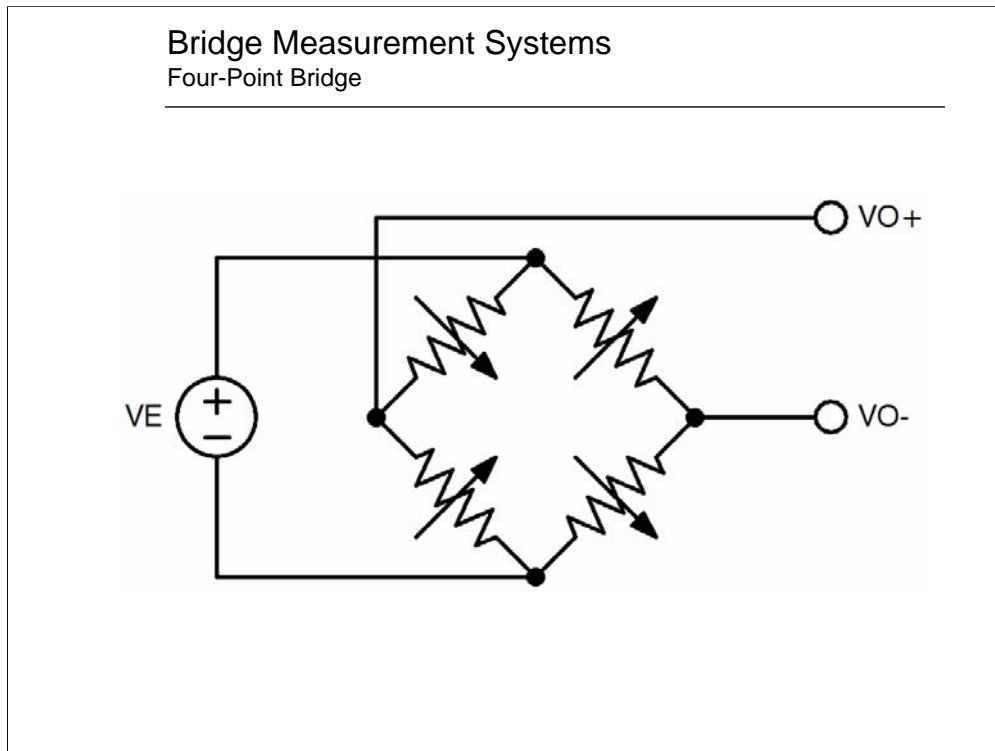 Bridge Measurement Systems
Four-Point Bridge
VO+
VE
+
−
VO-